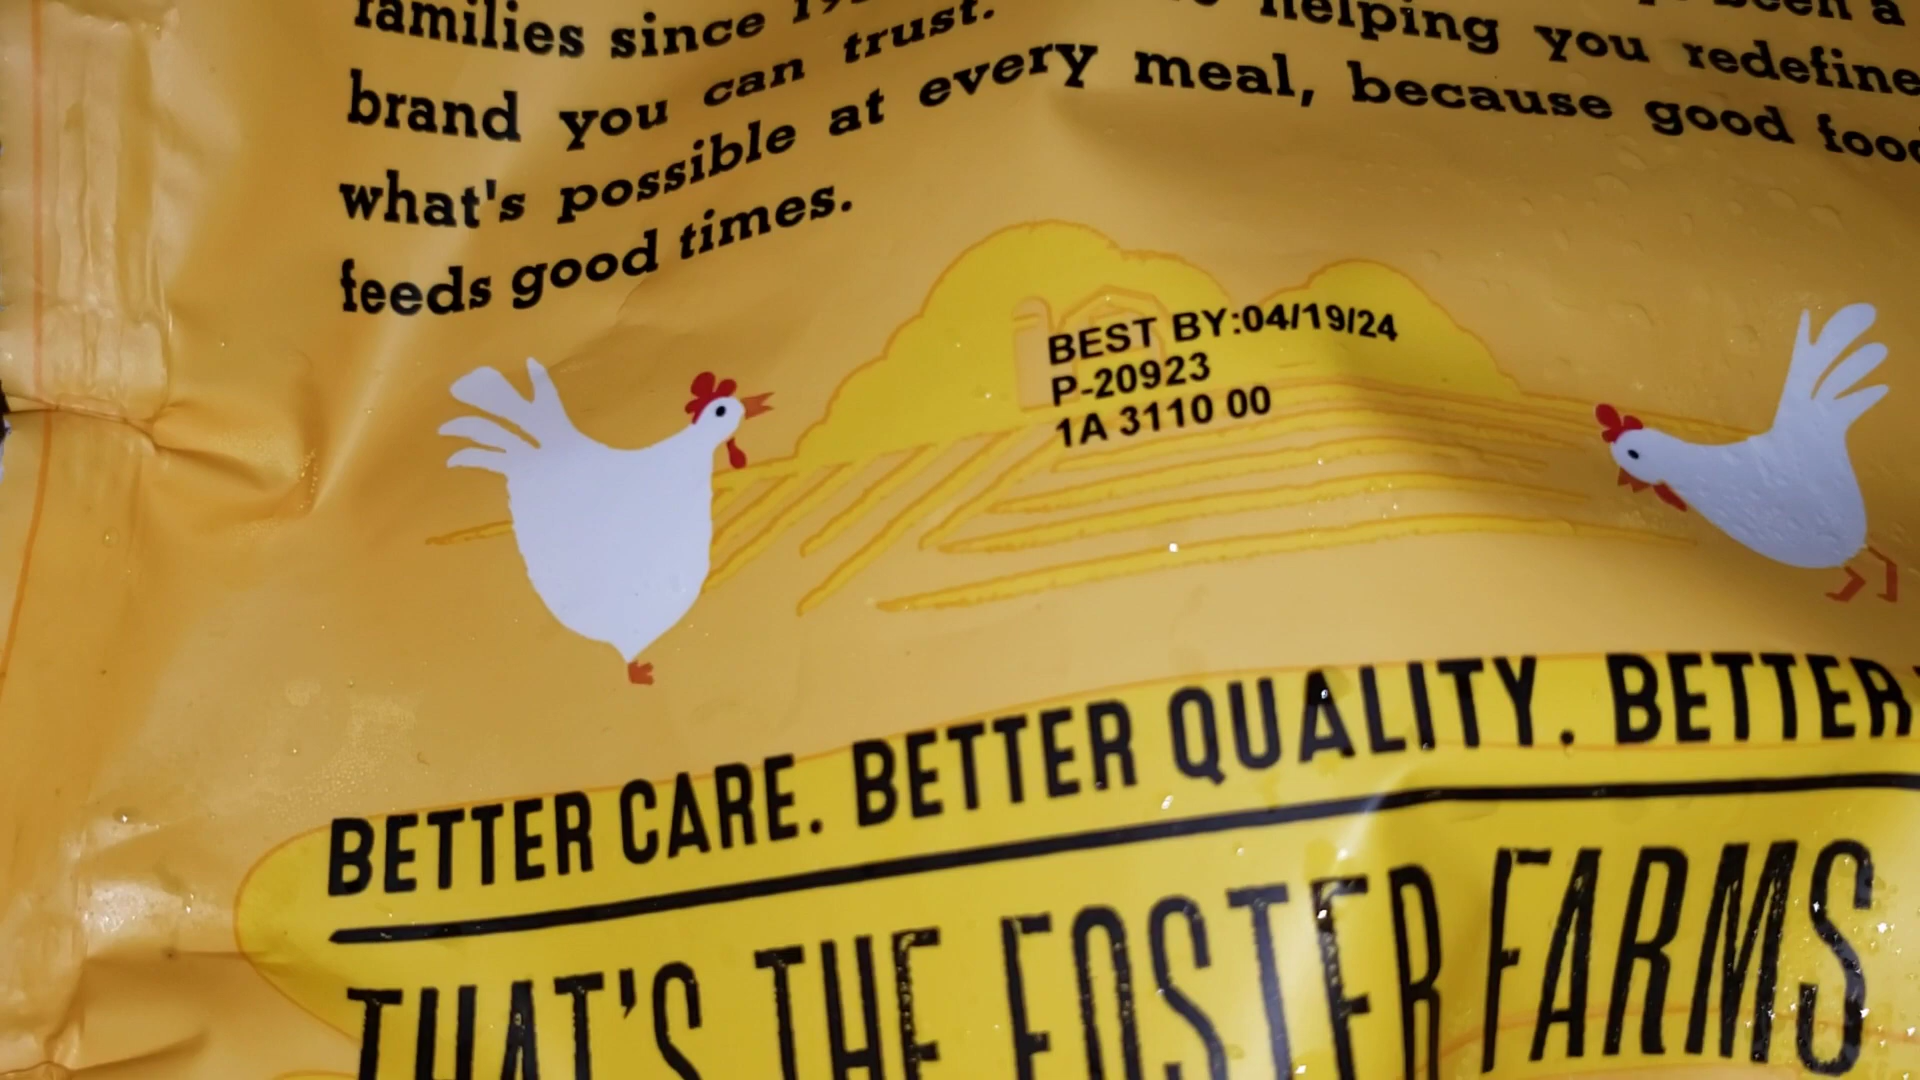 families since
brand you can trust. helping you redefine
what's possible at every meal, because good
feeds good times.
BEST BY:04/19/24
P-20923
1A 3110 00
BETTER CARE. BETTER QUALITY. BETTER
THAT'S THE FOSTER FARMS